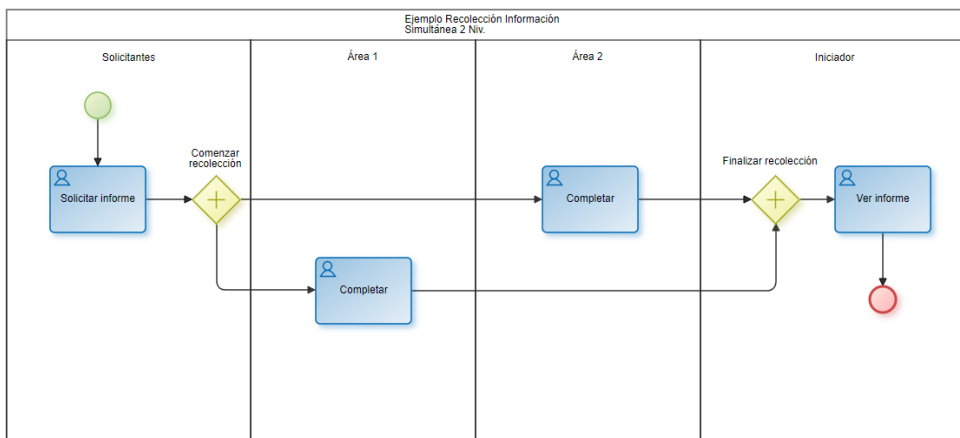 Ejemplo Recolección Información
Simultánea 2 Niv.
Solicitantes
Área 1
Área 2
Iniciador
Comenzar
recolección
Finalizar recolección
Solicitar informe
Completar
Ver informe
Completar